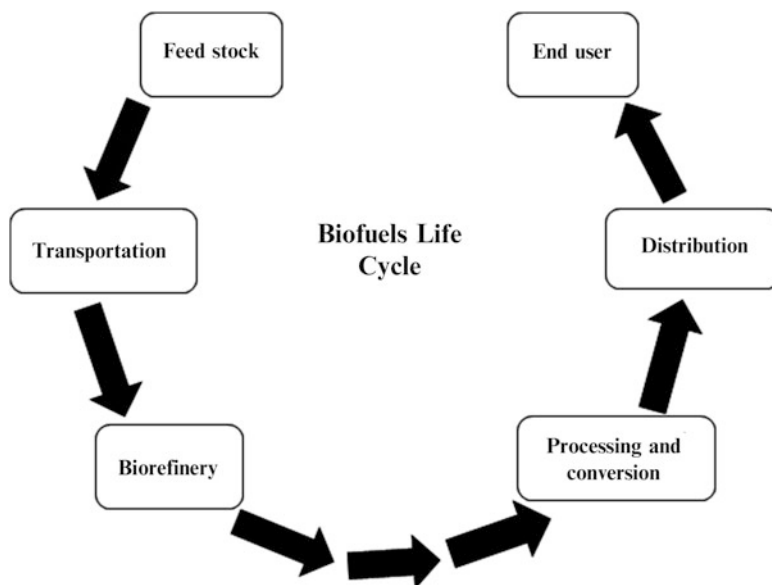 Feed stock
End user
Transportation
Biofuels Life
Cycle
Distribution
Biorefinery
Processing and
conversion